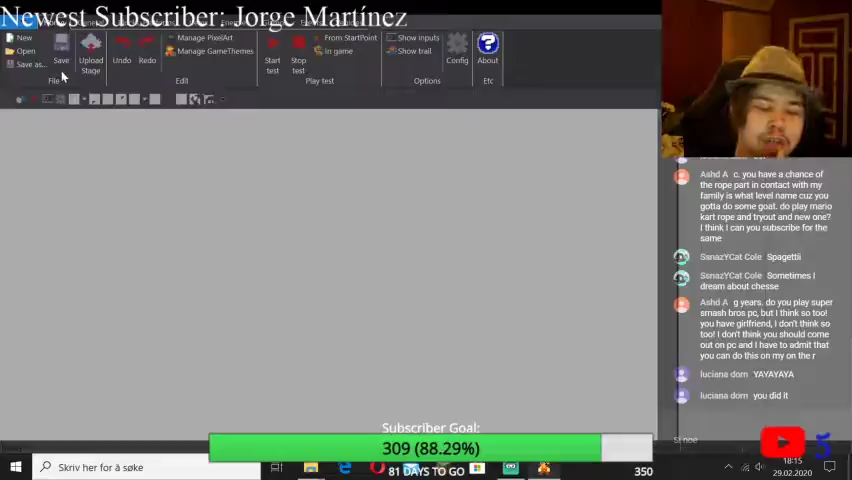 Newest Subscriber: Jorge Martínez
New
Open
Save as...
Save
Upload
Stage
File
Undo
Redo
Manage PixelArt
Manage GameThemes
Edit
Start
test
Stop
test
From StartPoint
In game
Play test
Show inputs
Show trail
Options
Config
About
Etc
Ashd A c. you have a chance of
the rope part in contact with my
family is what level name cuz you
gotta do some goat. do play mario
kart rope and tryout and new one?
I think I can you subscribe for the
same
SsnazYCat Cole Spagettii
SsnazYCat Cole Sometimes I
dream about chesse
Ashd A g years. do you play super
smash bros pc, but I think so too!
you have girlfriend, I don't think so
too! I don't think you should come
out on pc and I have to admit that
you can do this on my on the r
luciana dorn YAYAYAYA
luciana dorn you did it
Si noe
5
Subscriber Goal:
309 (88.29%)
81 DAYS TO GO
350
Skriv her for å søke
18:15
29.02.2020